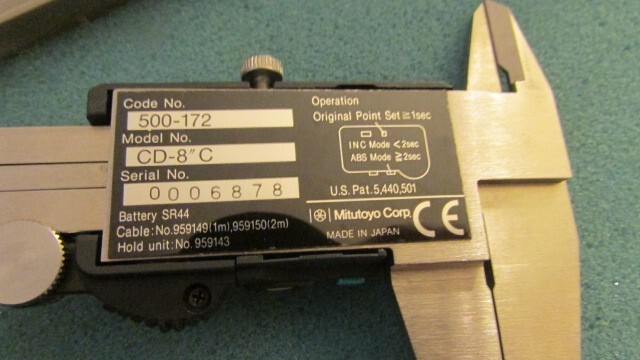 Code No.
500-172
Model No.
CD-8"C
Serial No.
0006878
Battery SR44
Cable: No.959149(1m),959150(2m)
Hold unit: No. 959143
Operation
Original Point Set ≧1sec
INC Mode <2sec
ABS Mode ≧2sec
U.S. Pat. 5,440,501
Mitutoyo Corp.
MADE IN JAPAN
CE